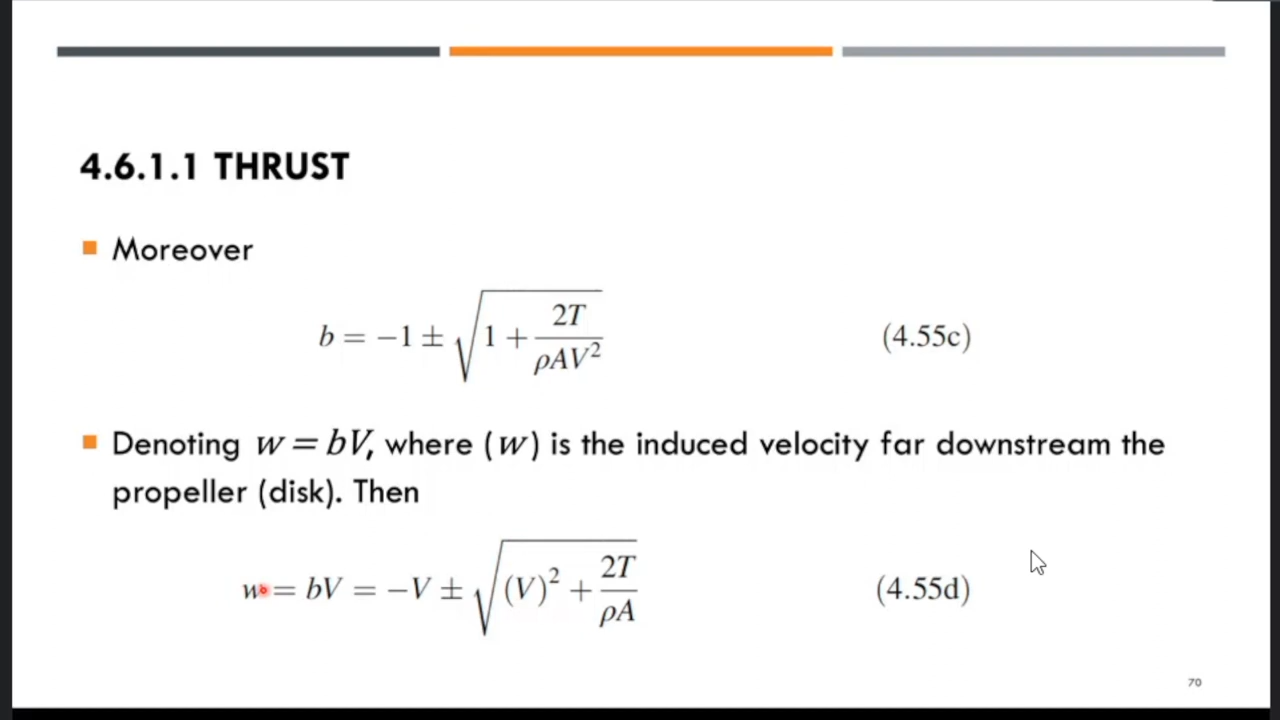 4.6.1.1 THRUST
Moreover
b = −1 ± √(1 + 2T/ρAV²) (4.55c)
Denoting w = bV, where (w) is the induced velocity far downstream the
propeller (disk). Then
w = bV = −V ± √((V)² + 2T/ρA) (4.55d)
70